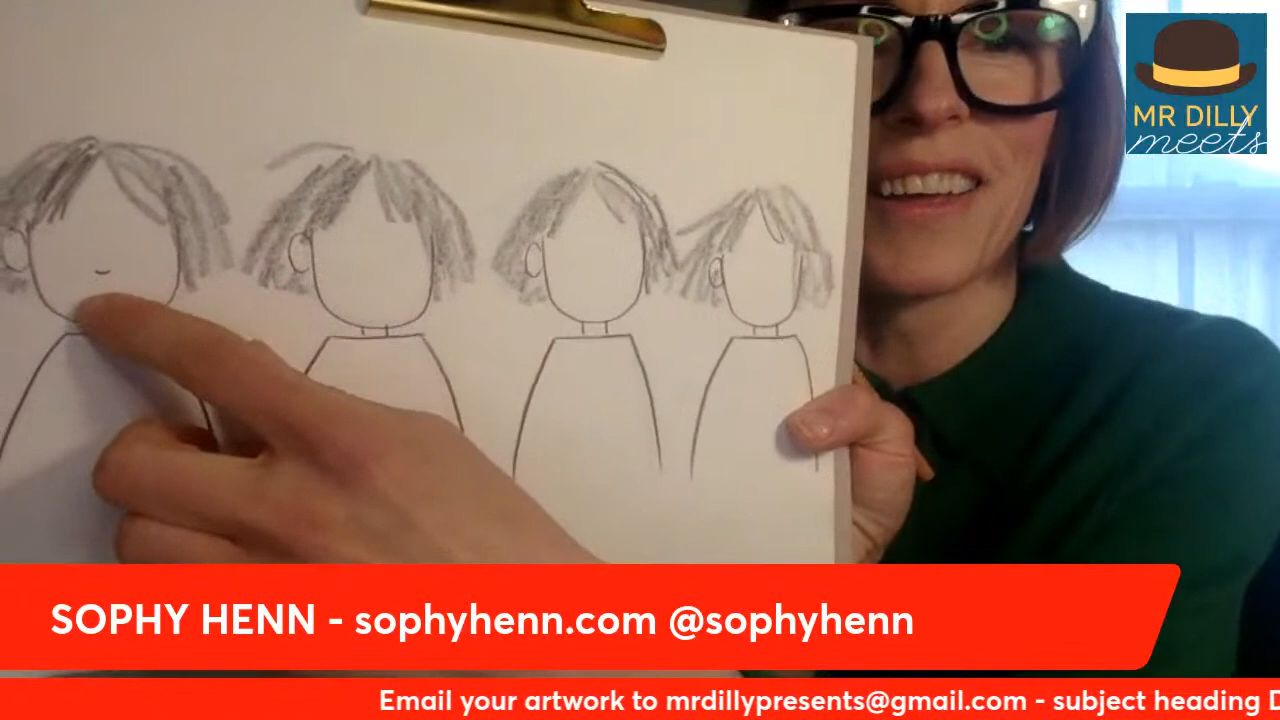 MR DILLY
meets
SOPHY HENN - sophyhenn.com @sophyhenn
Email your artwork to mrdillypresents@gmail.com - subject heading